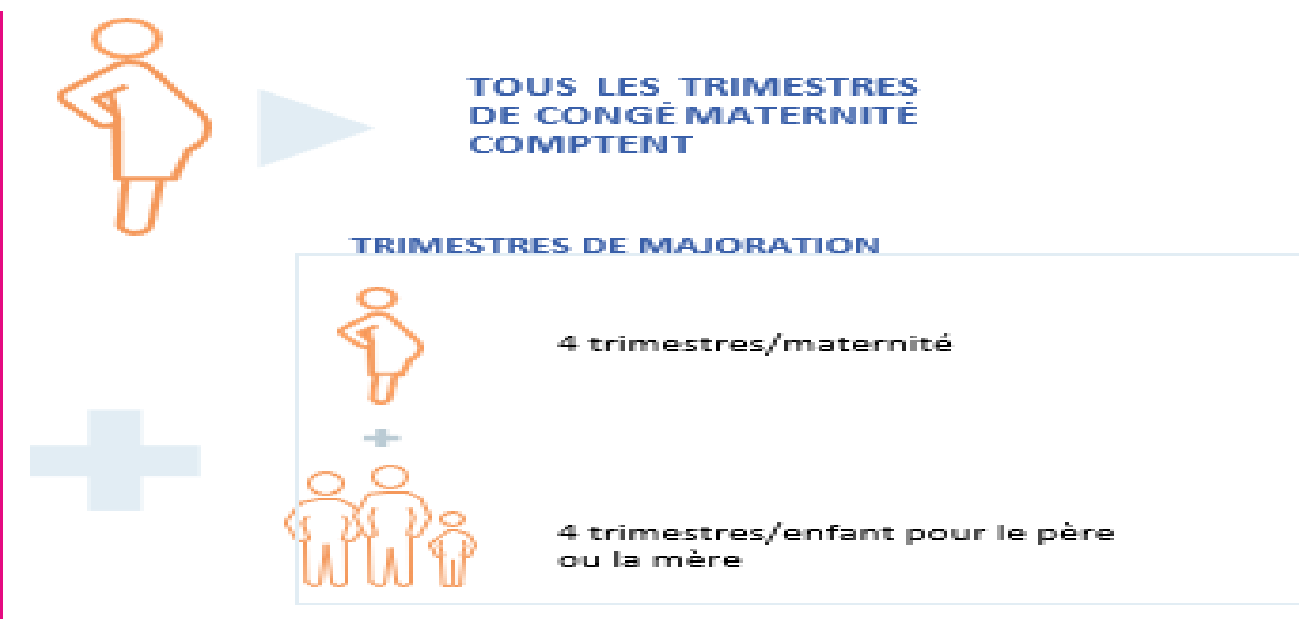 TOUS LES TRIMESTRES
DE CONGÉ MATERNITÉ
COMPTENT
TRIMESTRES DE MAJORATION
4 trimestres/maternité
4 trimestres/enfant pour le père
ou la mère